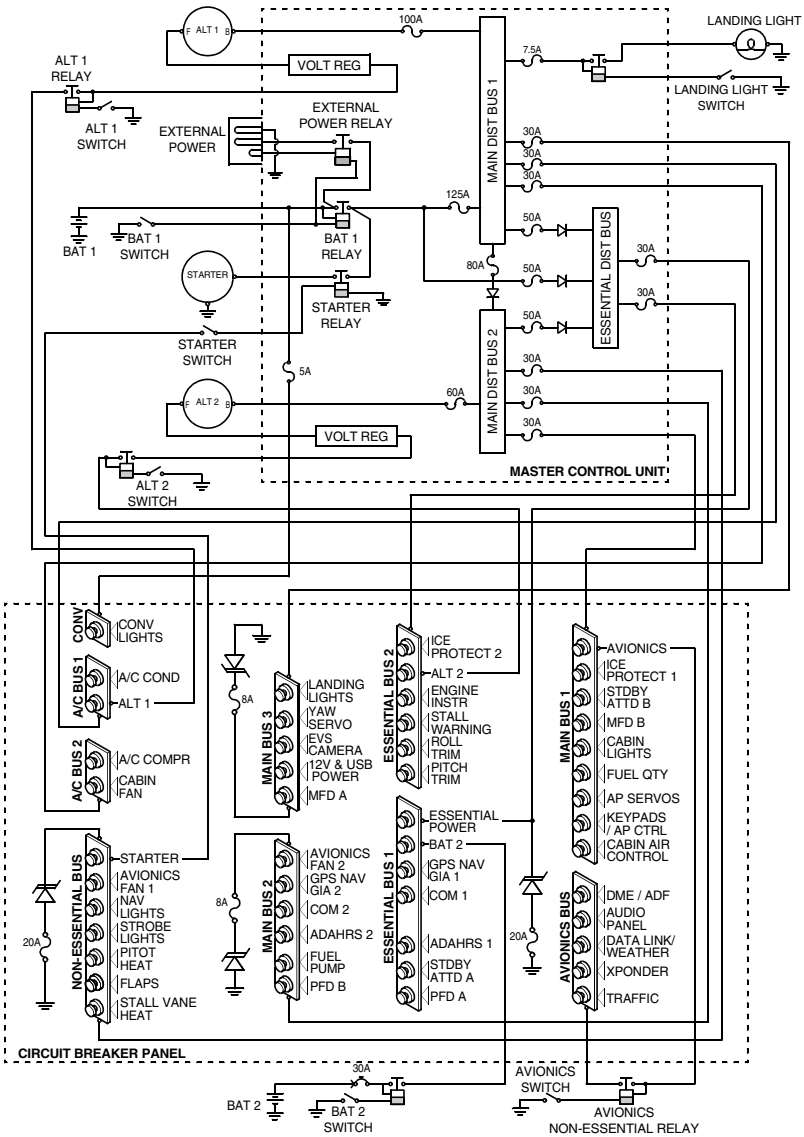 100A
LANDING LIGHT
F ALT 1 B
7.5A
ALT 1
RELAY
VOLT REG
MAIN DIST BUS 1
EXTERNAL
POWER RELAY
LANDING LIGHT
SWITCH
ALT 1
SWITCH
EXTERNAL
POWER
30A
30A
30A
125A
50A
BAT 1
BAT 1
SWITCH
BAT 1
RELAY
ESSENTIAL DIST BUS
30A
80A
50A
STARTER
30A
STARTER
RELAY
50A
STARTER
SWITCH
MAIN DIST BUS 2
5A
30A
F ALT 2 B
60A
30A
30A
VOLT REG
MASTER CONTROL UNIT
ALT 2
SWITCH
CONV
CONV
LIGHTS
A/C BUS 1
A/C COND
ALT 1
A/C BUS 2
A/C COMPR
CABIN
FAN
NON-ESSENTIAL BUS
STARTER
AVIONICS
FAN 1
NAV
LIGHTS
STROBE
LIGHTS
PITOT
HEAT
FLAPS
STALL VANE
HEAT
20A
8A
MAIN BUS 3
LANDING
LIGHTS
YAW
SERVO
EVS
CAMERA
12V & USB
POWER
MFD A
8A
MAIN BUS 2
AVIONICS
FAN 2
GPS NAV
GIA 2
COM 2
ADAHRS 2
FUEL
PUMP
PFD B
ESSENTIAL BUS 2
ICE
PROTECT 2
ALT 2
ENGINE
INSTR
STALL
WARNING
ROLL
TRIM
PITCH
TRIM
ESSENTIAL BUS 1
ESSENTIAL
POWER
BAT 2
GPS NAV
GIA 1
COM 1
ADAHRS 1
STDBY
ATTD A
PFD A
20A
MAIN BUS 1
AVIONICS
ICE
PROTECT 1
STDBY
ATTD B
MFD B
CABIN
LIGHTS
FUEL QTY
AP SERVOS
KEYPADS
/ AP CTRL
CABIN AIR
CONTROL
AVIONICS BUS
DME / ADF
AUDIO
PANEL
DATA LINK/
WEATHER
XPONDER
TRAFFIC
CIRCUIT BREAKER PANEL
30A
BAT 2
BAT 2
SWITCH
AVIONICS
SWITCH
AVIONICS
NON-ESSENTIAL RELAY